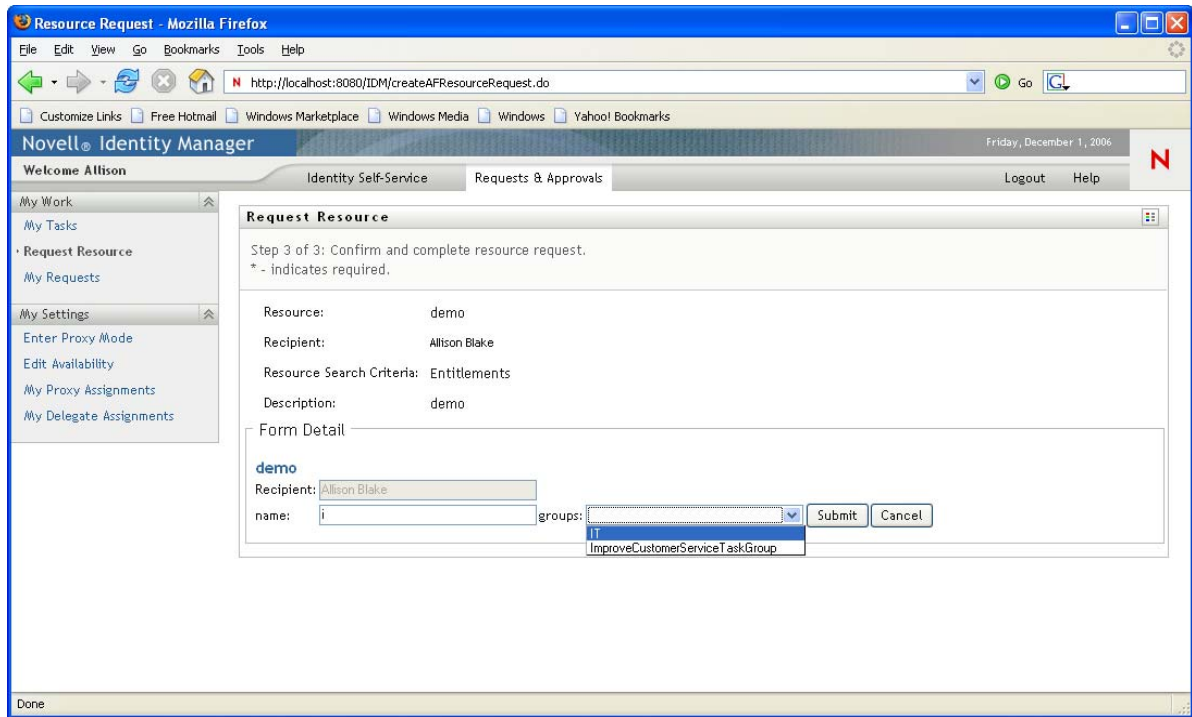 Resource Request - Mozilla Firefox
File Edit View Go Bookmarks Tools Help
N http://localhost:8080/IDM/createAFResourceRequest.do Go G
Customize Links Free Hotmail Windows Marketplace Windows Media Windows Yahoo! Bookmarks
Novell® Identity Manager Friday, December 1, 2006
N
Welcome Allison Identity Self-Service Requests & Approvals Logout Help
My Work
My Tasks
Request Resource
My Requests
My Settings
Enter Proxy Mode
Edit Availability
My Proxy Assignments
My Delegate Assignments
Request Resource
Step 3 of 3: Confirm and complete resource request.
* - indicates required.
Resource: demo
Recipient: Allison Blake
Resource Search Criteria: Entitlements
Description: demo
Form Detail
demo
Recipient: Allison Blake
name: i groups: Submit Cancel
IT
ImproveCustomerServiceTaskGroup
Done